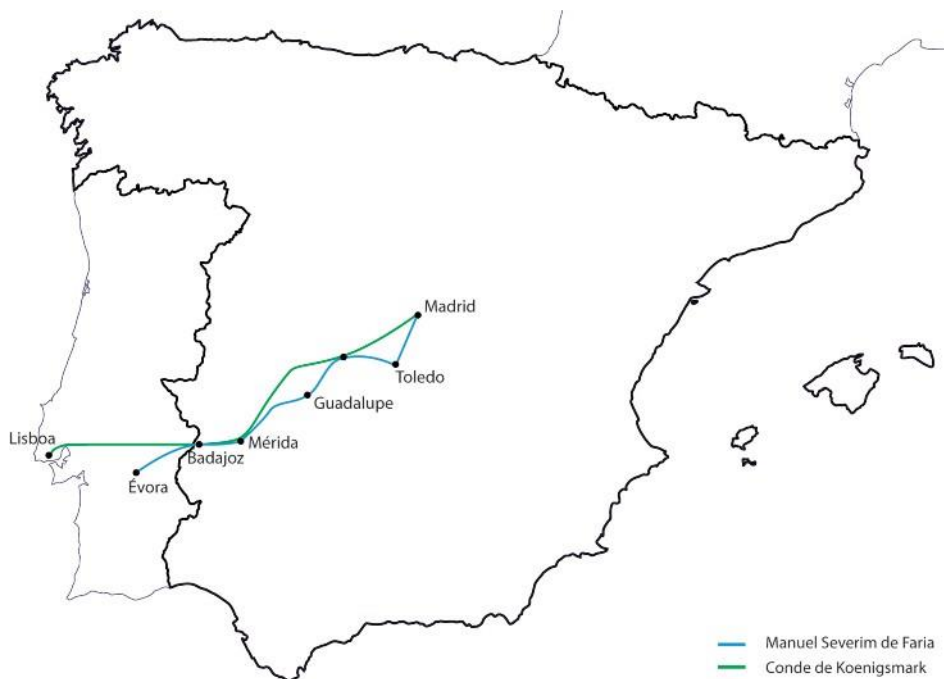 Madrid
Toledo
Guadalupe
Lisboa
Mérida
Badajoz
Évora
Manuel Severim de Faria
Conde de Koenigsmark